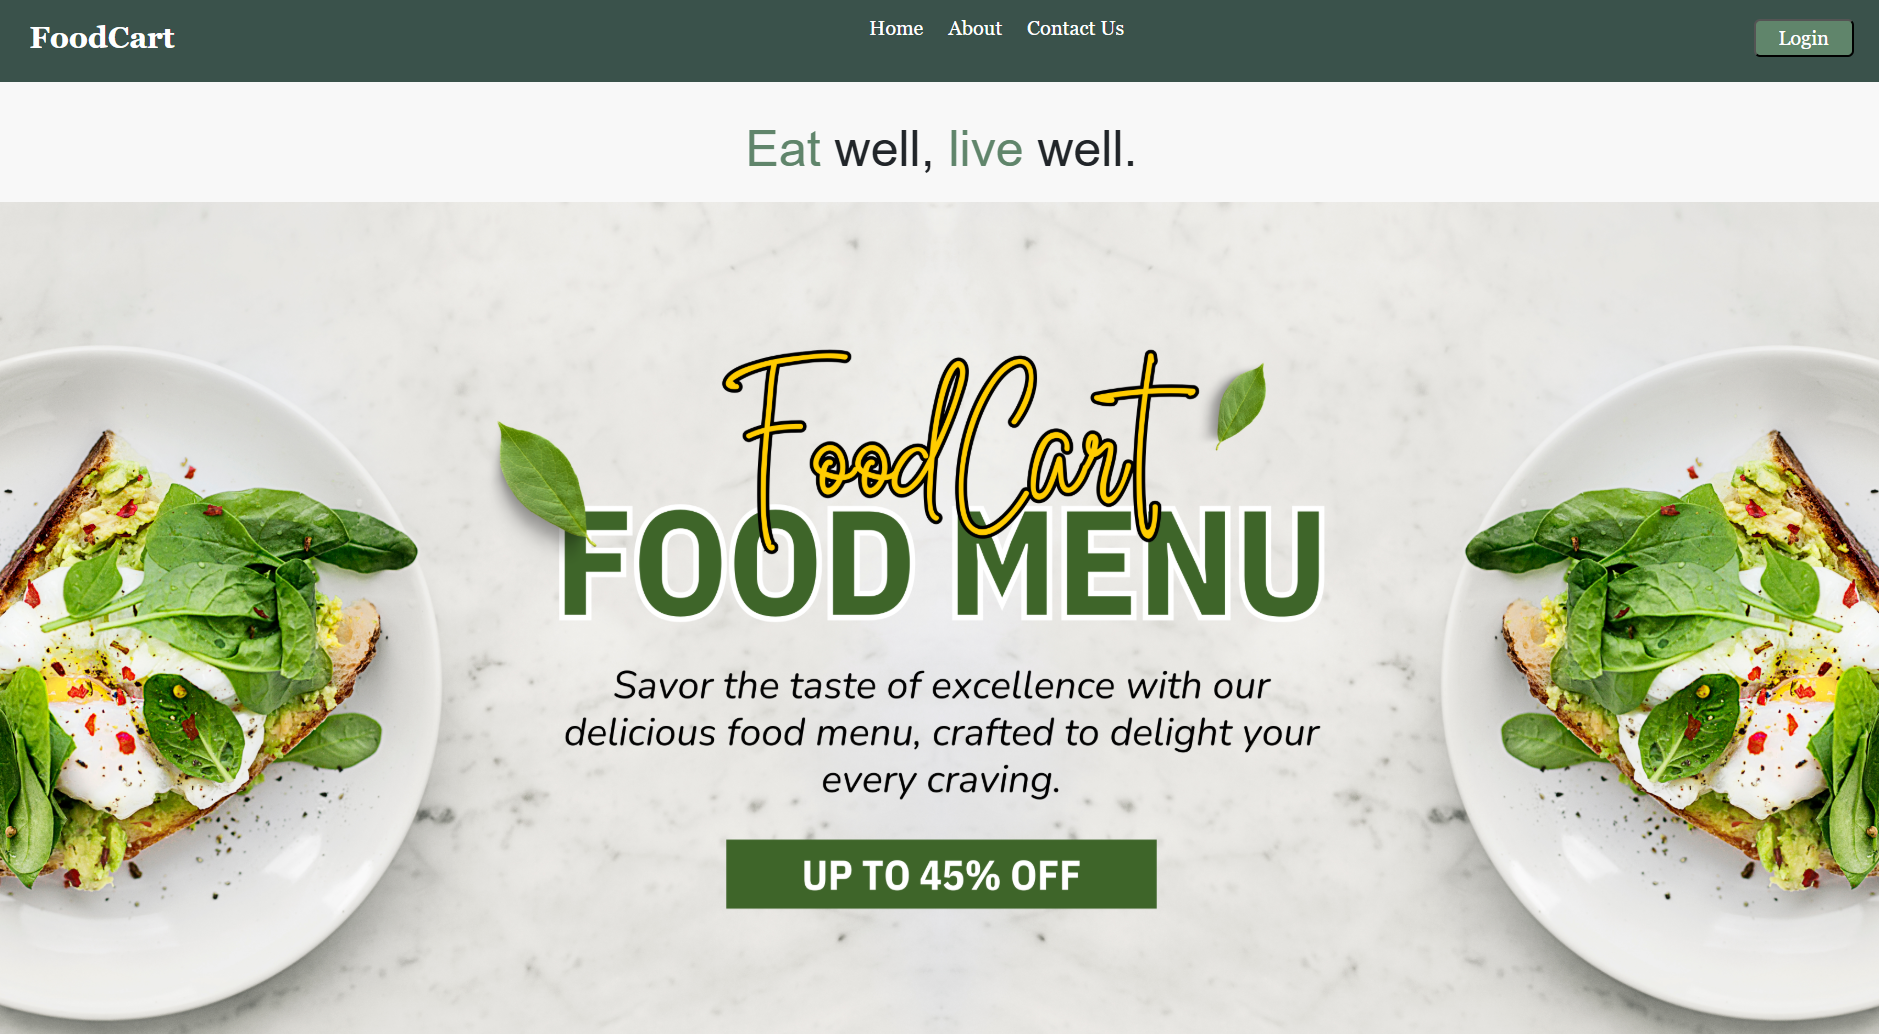 FoodCart
Home About Contact Us
Login
Eat well, live well.
FoodCart
FOOD MENU
Savor the taste of excellence with our
delicious food menu, crafted to delight your
every craving.
UP TO 45% OFF